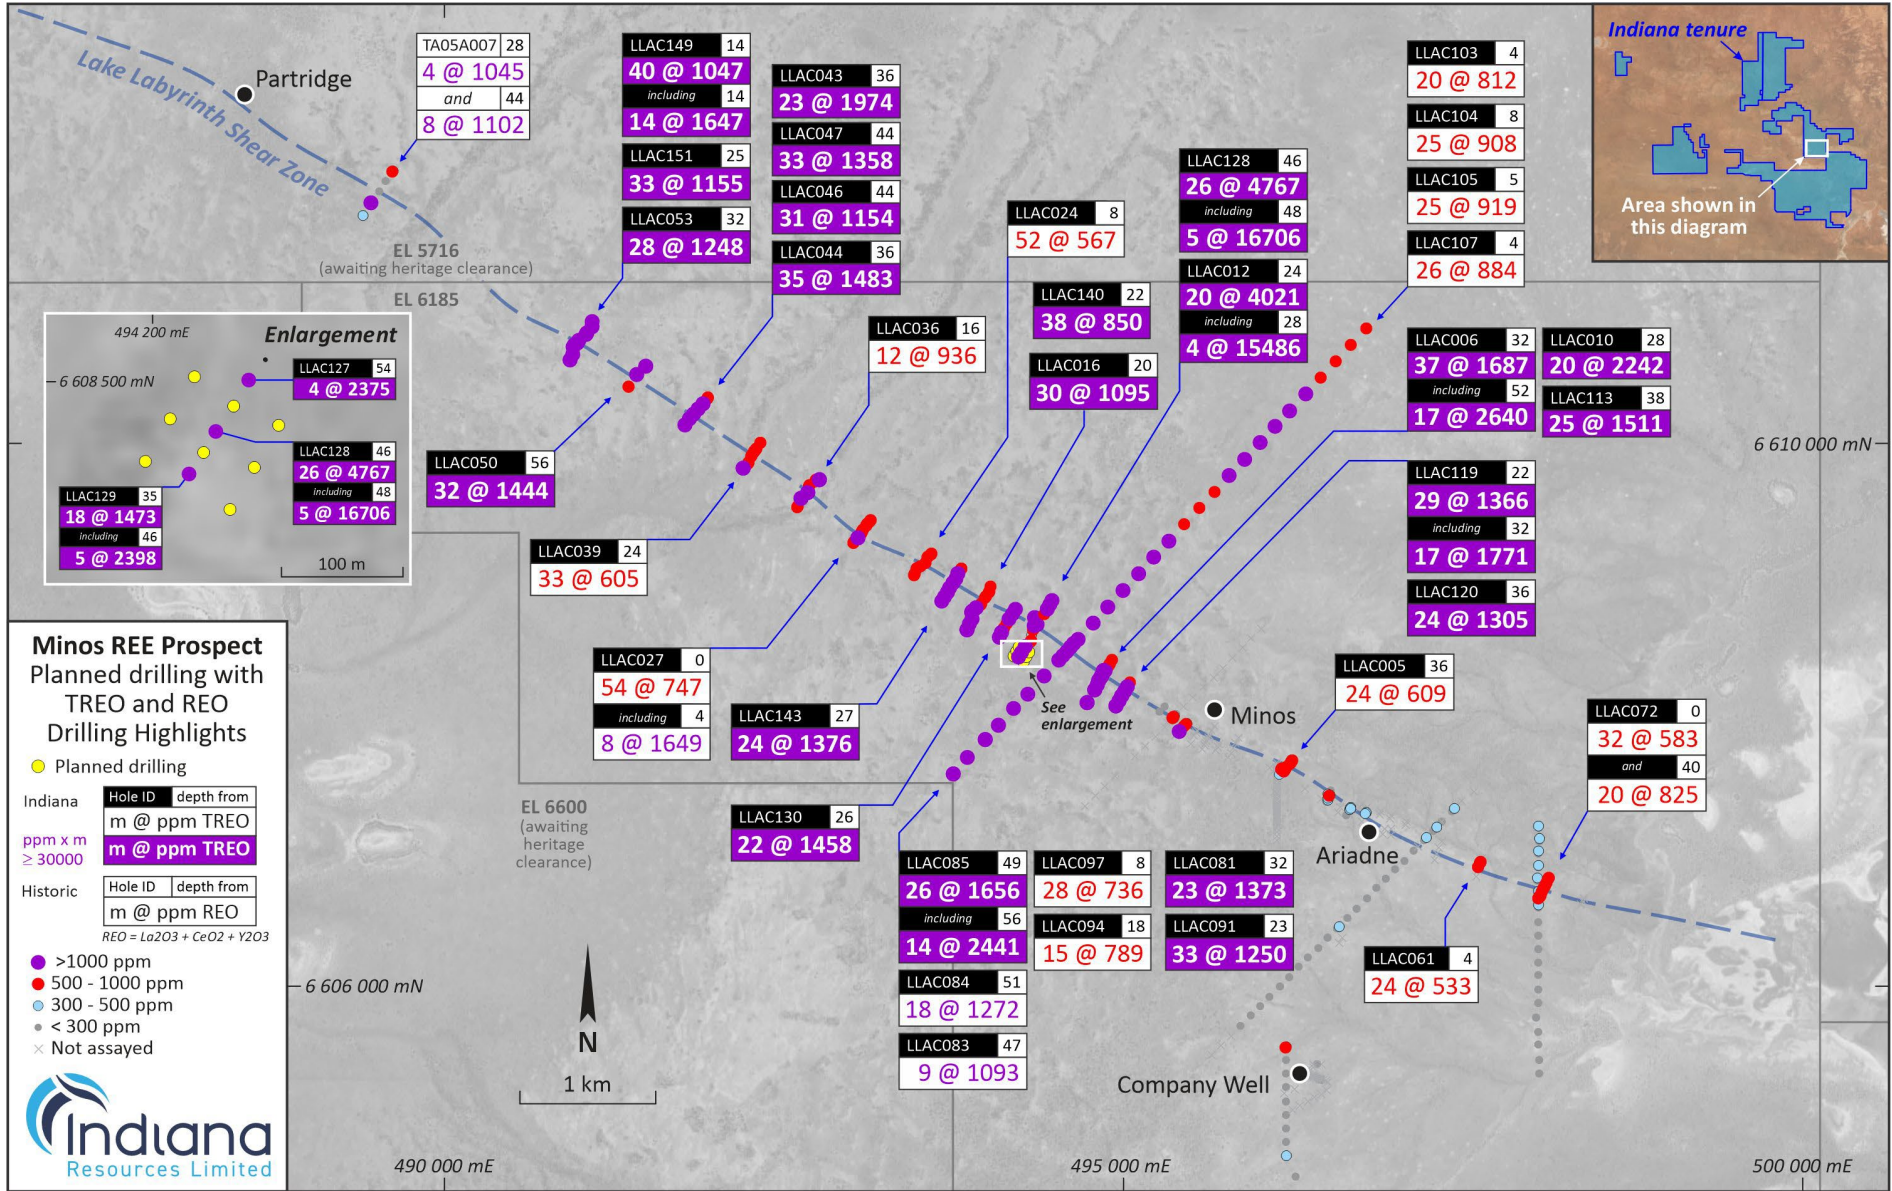 Lake Labyrinth Shear Zone
Partridge
TA05A007 28
4 @ 1045
and 44
8 @ 1102
LLAC149 14
40 @ 1047
including 14
14 @ 1647
LLAC151 25
33 @ 1155
LLAC053 32
28 @ 1248
LLAC043 36
23 @ 1974
LLAC047 44
33 @ 1358
LLAC046 44
31 @ 1154
LLAC044 36
35 @ 1483
LLAC024 8
52 @ 567
LLAC128 46
26 @ 4767
including 48
5 @ 16706
LLAC012 24
20 @ 4021
including 28
4 @ 15486
LLAC103 4
20 @ 812
LLAC104 8
25 @ 908
LLAC105 5
25 @ 919
LLAC107 4
26 @ 884
Indiana tenure
Area shown in
this diagram
EL 5716
(awaiting heritage clearance)
EL 6185
494 200 mE
Enlargement
6 608 500 mN
LLAC127 54
4 @ 2375
LLAC128 46
26 @ 4767
including 48
5 @ 16706
LLAC129 35
18 @ 1473
including 46
5 @ 2398
100 m
LLAC036 16
12 @ 936
LLAC140 22
38 @ 850
LLAC016 20
30 @ 1095
LLAC006 32
37 @ 1687
including 52
17 @ 2640
LLAC010 28
20 @ 2242
LLAC113 38
25 @ 1511
6 610 000 mN
LLAC050 56
32 @ 1444
LLAC039 24
33 @ 605
LLAC119 22
29 @ 1366
including 32
17 @ 1771
LLAC120 36
24 @ 1305
LLAC027 0
54 @ 747
including 4
8 @ 1649
LLAC143 27
24 @ 1376
See
enlargement
Minos
LLAC005 36
24 @ 609
LLAC072 0
32 @ 583
and 40
20 @ 825
EL 6600
(awaiting
heritage
clearance)
LLAC130 26
22 @ 1458
Ariadne
LLAC085 49
26 @ 1656
including 56
14 @ 2441
LLAC084 51
18 @ 1272
LLAC083 47
9 @ 1093
LLAC097 8
28 @ 736
LLAC094 18
15 @ 789
LLAC081 32
23 @ 1373
LLAC091 23
33 @ 1250
LLAC061 4
24 @ 533
Company Well
6 606 000 mN
N
1 km
490 000 mE
495 000 mE
500 000 mE
Minos REE Prospect
Planned drilling with
TREO and REO
Drilling Highlights
Planned drilling
Indiana
Hole ID depth from
m @ ppm TREO
ppm x m
≥ 30000
m @ ppm TREO
Historic
Hole ID depth from
m @ ppm REO
REO = La2O3 + CeO2 + Y2O3
>1000 ppm
500 - 1000 ppm
300 - 500 ppm
< 300 ppm
Not assayed
Indiana
Resources Limited